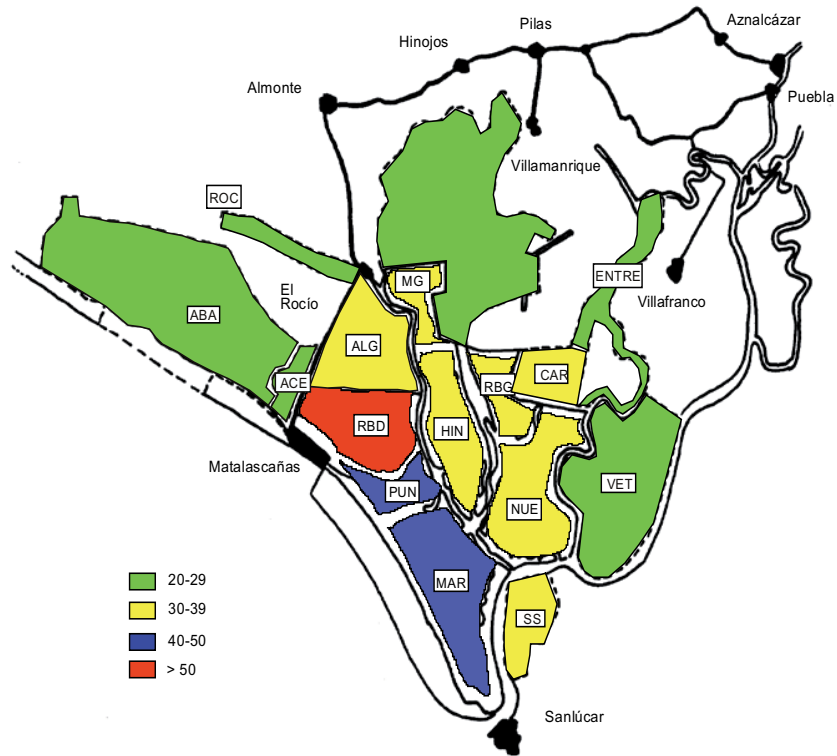 Aznalcázar
Pilas
Hinojos
Almonte
Puebla
Villamanrique
ROC
ENTRE
MG
El
Rocío
Villafranco
ABA
ALG
RBG
CAR
ACE
RBD
HIN
Matalascañas
PUN
VET
NUE
MAR
20-29
30-39
SS
40-50
> 50
Sanlúcar